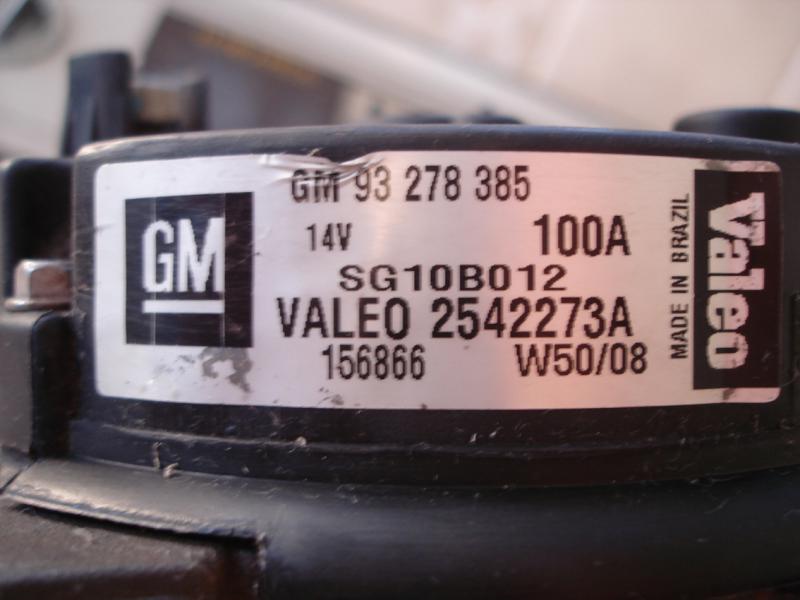 GM
GM 93 278 385
14V 100A
SG10B012
VALEO 2542273A
156866 W50/08
MADE IN BRAZIL
Valeo